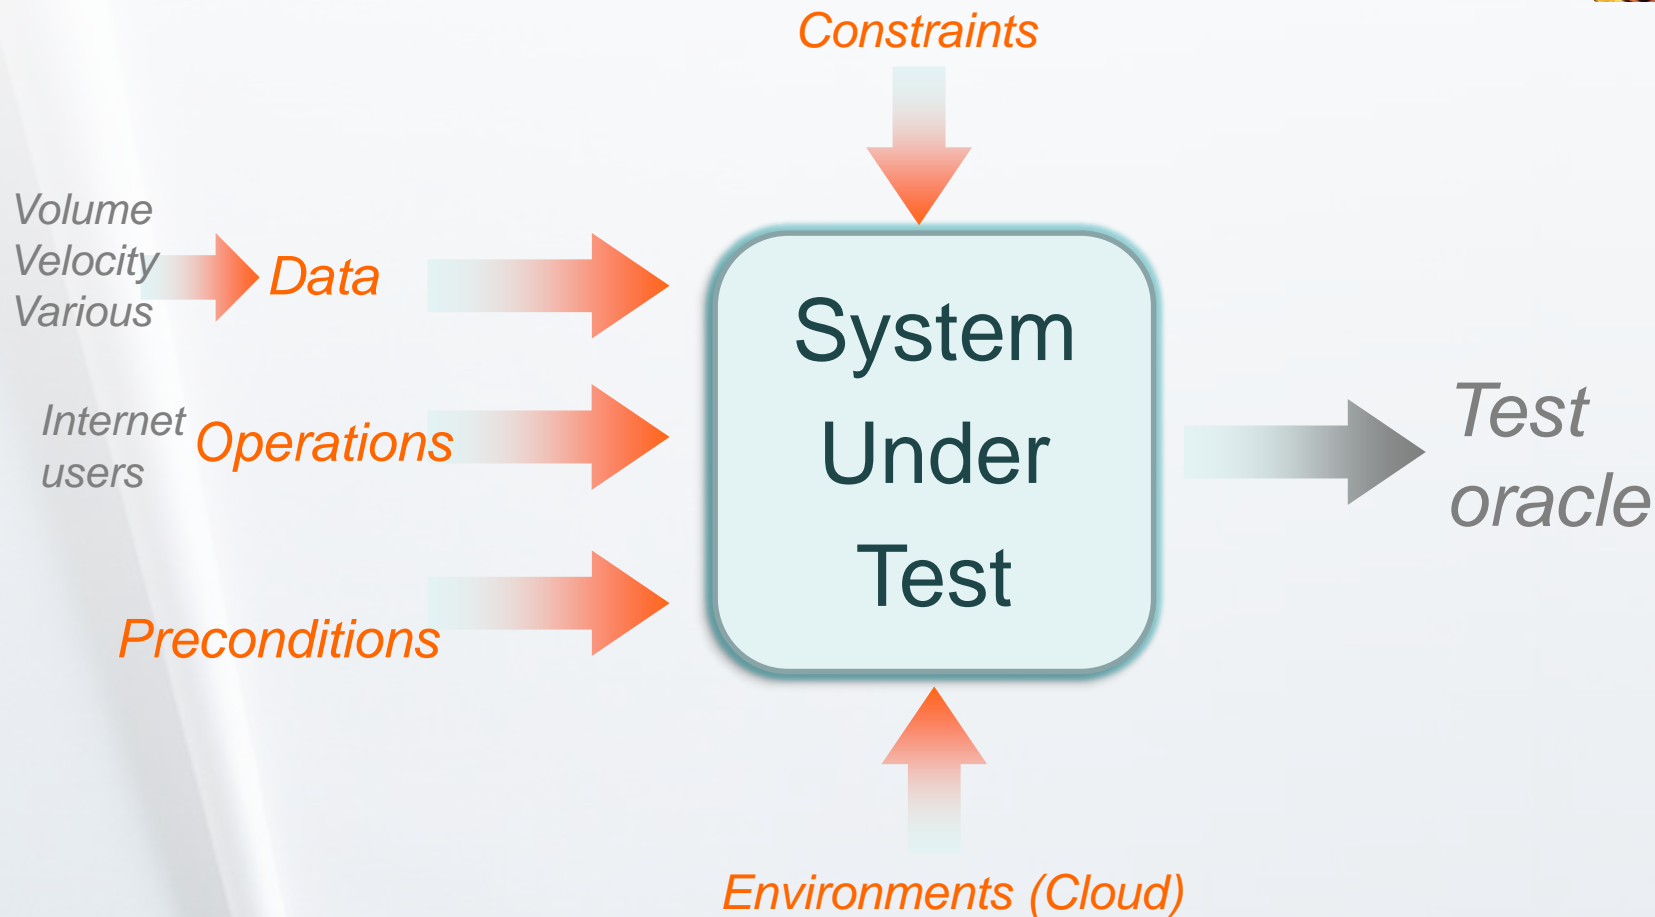 Constraints
Volume
Velocity
Various
Data
Internet
users
Operations
Preconditions
System
Under
Test
Test
oracle
Environments (Cloud)